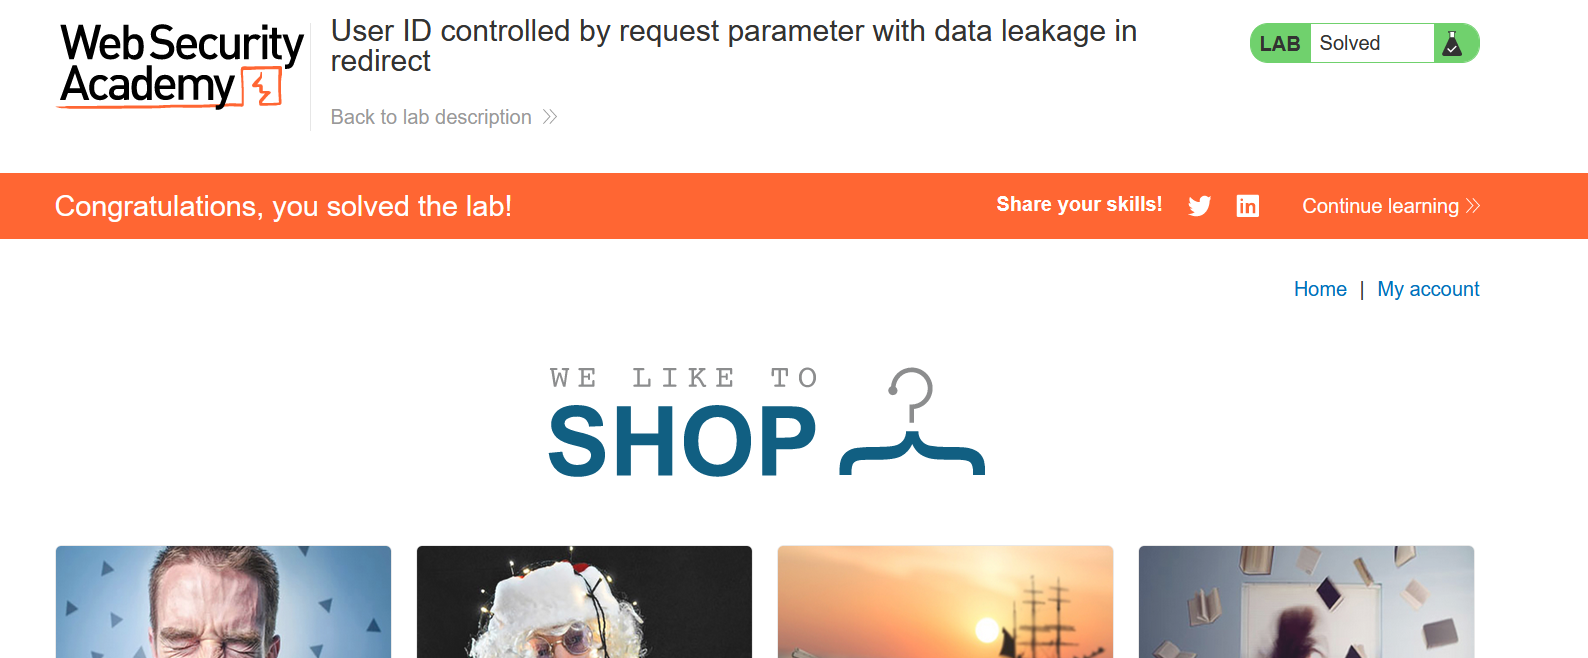 Web Security
Academy
User ID controlled by request parameter with data leakage in
redirect
Back to lab description
LAB Solved
Congratulations, you solved the lab!
Share your skills!
Continue learning
Home | My account
WE LIKE TO
SHOP